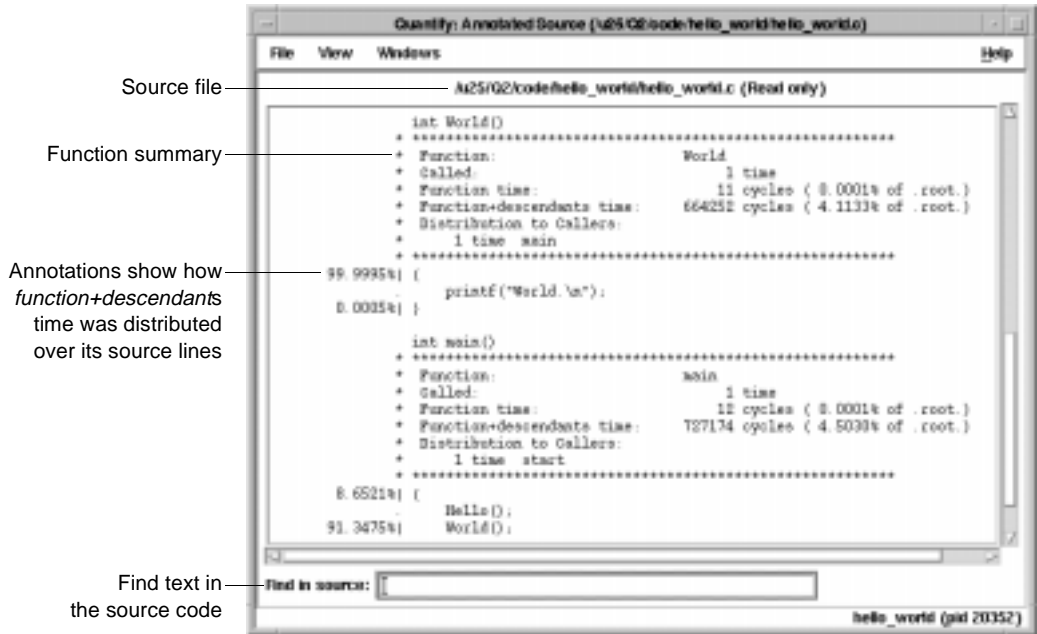 Quantify: Annotated Source (/u25/Q2/code/hello_world/hello_world.c)
File View Windows Help
Source file
/u25/Q2/code/hello_world/hello_world.c (Read only)
int World()
* ************************************************************
Function summary
* Function: World
* Called: 1 time
* Function time: 11 cycles ( 0.0001% of .root.)
* Function+descendants time: 664252 cycles ( 4.1133% of .root.)
* Distribution to Callers:
* 1 time main
* ************************************************************
Annotations show how
function+descendants
time was distributed
over its source lines
99.9995%| {
. printf("World.\n");
0.0005%| }
int main()
* ************************************************************
* Function: main
* Called: 1 time
* Function time: 12 cycles ( 0.0001% of .root.)
* Function+descendants time: 727174 cycles ( 4.5030% of .root.)
* Distribution to Callers:
* 1 time start
* ************************************************************
8.6521%| {
. Hello();
91.3475%| World();
Find text in
the source code
Find in source:
hello_world (pid 20352)